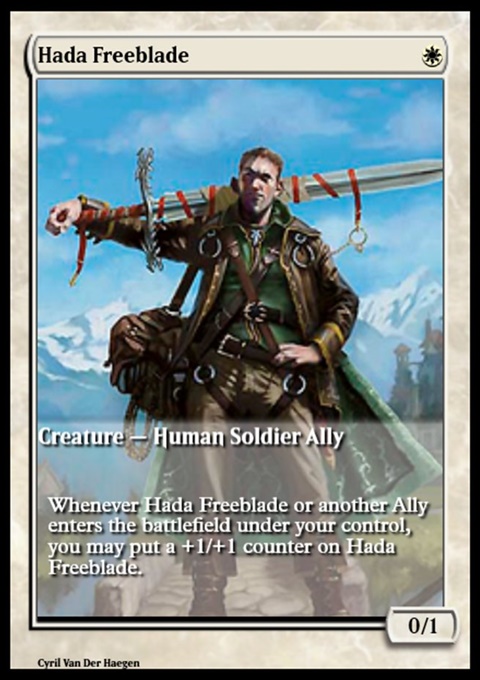 Hada Freeblade
Creature — Human Soldier Ally
Whenever Hada Freeblade or another Ally
enters the battlefield under your control,
you may put a +1/+1 counter on Hada
Freeblade.
0/1
Cyril Van Der Haegen